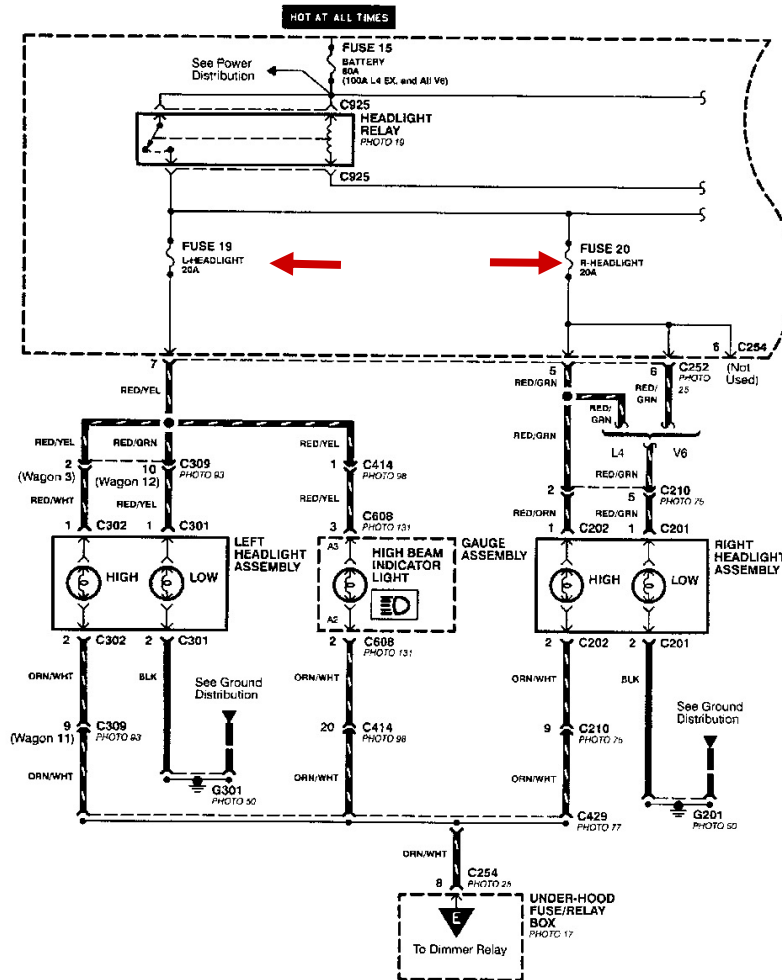 HOT AT ALL TIMES
FUSE 15
BATTERY
80A
(100A L4 EX. and All V6)
See Power
Distribution
C925
HEADLIGHT
RELAY
PHOTO 19
C925
FUSE 19
L-HEADLIGHT
20A
FUSE 20
R-HEADLIGHT
20A
7
5
6
C252
PHOTO
25
6
C254
(Not
Used)
RED/YEL
RED/GRN
RED/
GRN
RED/
GRN
RED/YEL
RED/GRN
RED/YEL
RED/GRN
L4
V6
RED/GRN
2
(Wagon 3)
10
(Wagon 12)
C309
PHOTO 93
1
C414
PHOTO 98
2
5
C210
PHOTO 75
RED/WHT
RED/YEL
RED/YEL
RED/GRN
RED/GRN
1
C302
1
C301
3
C608
PHOTO 131
1
C202
1
C201
LEFT
HEADLIGHT
ASSEMBLY
HIGH
LOW
A3
HIGH BEAM
INDICATOR
LIGHT
A2
GAUGE
ASSEMBLY
HIGH
LOW
RIGHT
HEADLIGHT
ASSEMBLY
2
C302
2
C301
2
C608
PHOTO 131
2
C202
2
C201
ORN/WHT
BLK
ORN/WHT
ORN/WHT
BLK
See Ground
Distribution
See Ground
Distribution
9
(Wagon 11)
C309
PHOTO 93
20
C414
PHOTO 98
9
C210
PHOTO 75
ORN/WHT
ORN/WHT
ORN/WHT
G301
PHOTO 50
G201
PHOTO 50
C429
PHOTO 77
ORN/WHT
8
C254
PHOTO 25
E
To Dimmer Relay
UNDER-HOOD
FUSE/RELAY
BOX
PHOTO 17